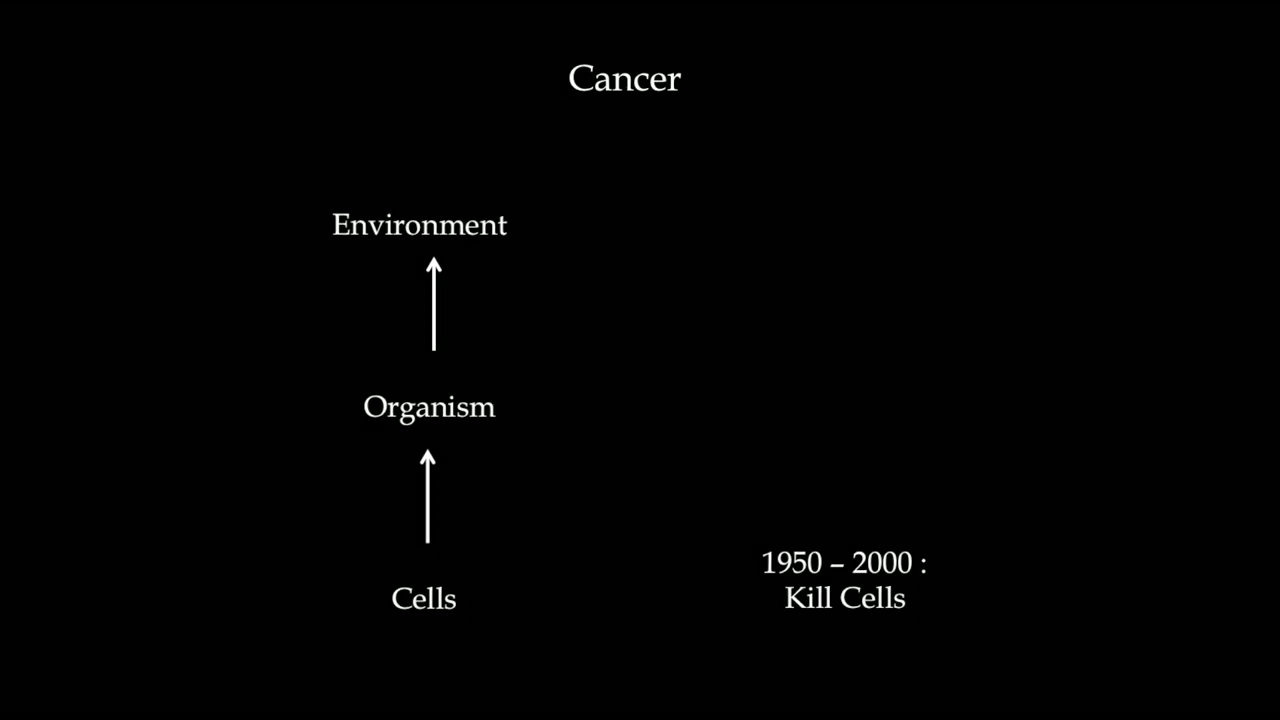 Cancer
Environment
Organism
Cells
1950 – 2000 :
Kill Cells